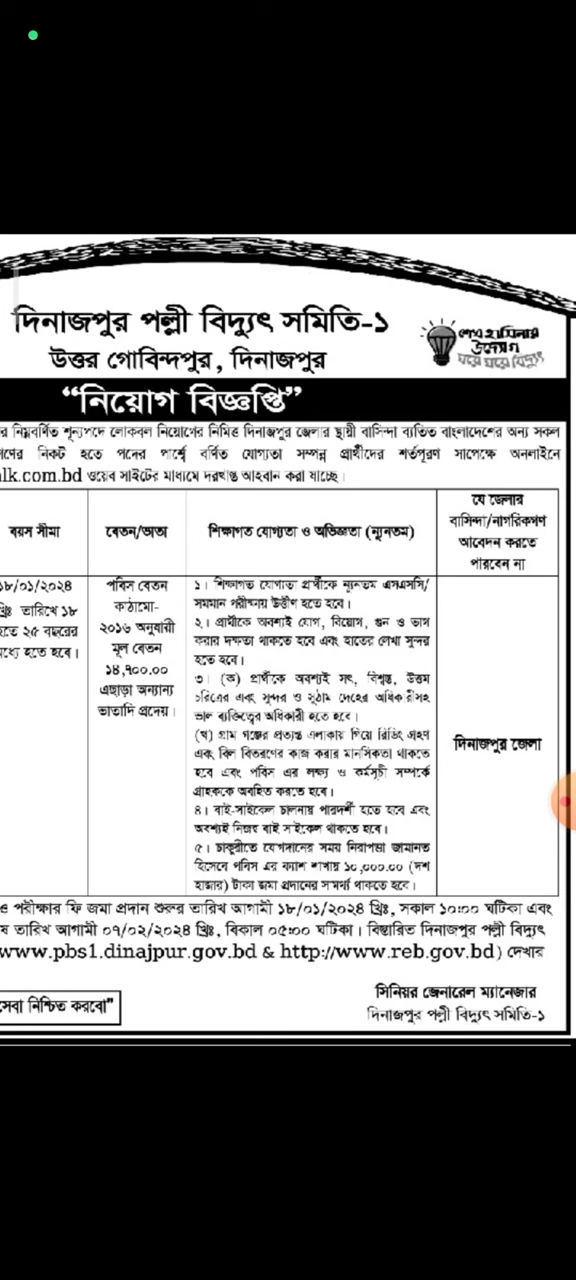 দিনাজপুর পল্লী বিদ্যুৎ সমিতি-১
উত্তর গোবিন্দপুর, দিনাজপুর
শেখ হাসিনার
উদ্যোগ
ঘরে ঘরে বিদ্যুৎ
“নিয়োগ বিজ্ঞপ্তি”
র নিম্নবর্ণিত শূন্যপদে লোকবল নিয়োগের নিমিত্ত দিনাজপুর জেলার স্থায়ী বাসিন্দা ব্যতিত বাংলাদেশের অন্য সকল
গণের নিকট হতে পদের পার্শ্বে বর্ণিত যোগ্যতা সম্পন্ন প্রার্থীদের শর্তপূরণ সাপেক্ষে অনলাইনে
lk.com.bd ওয়েব সাইটের মাধ্যমে দরখাস্ত আহবান করা যাচ্ছে।
বয়স সীমা
বেতন/ভাতা
শিক্ষাগত যোগ্যতা ও অভিজ্ঞতা (ন্যূনতম)
যে জেলার
বাসিন্দা/নাগরিকগণ
আবেদন করতে
পারবেন না
১৮/০১/২০২৪
খ্রিঃ তারিখে ১৮
হতে ২৫ বছরের
মধ্যে হতে হবে।
পবিস বেতন
কাঠামো-
২০১৬ অনুযায়ী
মূল বেতন
১৪,৭০০.০০
এছাড়া অন্যান্য
ভাতাদি প্রদেয়।
১। শিক্ষাগত যোগ্যতা প্রার্থীকে ন্যূনতম এসএসসি/
সমমান পরীক্ষায় উত্তীর্ণ হতে হবে।
২। প্রার্থীকে অবশ্যই যোগ, বিয়োগ, গুন ও ভাগ
করার দক্ষতা থাকতে হবে এবং হাতের লেখা সুন্দর
হতে হবে।
৩। (ক) প্রার্থীকে অবশ্যই সৎ, বিশ্বস্ত, উত্তম
চরিত্রের এবং সুন্দর ও সুঠাম দেহের অধিকারীসহ
ভাল ব্যক্তিত্বের অধিকারী হতে হবে।
(খ) গ্রাম গঞ্জের প্রত্যন্ত এলাকায় গিয়ে রিডিং গ্রহণ
এবং বিল বিতরণের কাজ করার মানসিকতা থাকতে
হবে এবং পবিস এর লক্ষ্য ও কর্মসূচী সম্পর্কে
গ্রাহককে অবহিত করতে হবে।
৪। বাই-সাইকেল চালনায় পারদর্শী হতে হবে এবং
অবশ্যই নিজস্ব বাই সাইকেল থাকতে হবে।
৫। চাকুরীতে যোগদানের সময় নিরাপত্তা জামানত
হিসেবে পবিস এর ক্যাশ শাখায় ১০,০০০.০০ (দশ
হাজার) টাকা জমা প্রদানের সামর্থ্য থাকতে হবে।
দিনাজপুর জেলা
ও পরীক্ষার ফি জমা প্রদান শুরুর তারিখ আগামী ১৮/০১/২০২৪ খ্রিঃ, সকাল ১০:০০ ঘটিকা এবং
ষ তারিখ আগামী ০৭/০২/২০২৪ খ্রিঃ, বিকাল ০৫:০০ ঘটিকা। বিস্তারিত দিনাজপুর পল্লী বিদ্যুৎ
www.pbs1.dinajpur.gov.bd & http://www.reb.gov.bd) দেখার
সেবা নিশ্চিত করবো”
সিনিয়র জেনারেল ম্যানেজার
দিনাজপুর পল্লী বিদ্যুৎ সমিতি-১